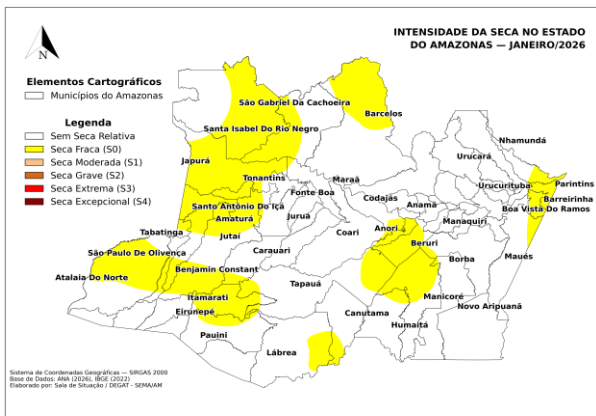 INTENSIDADE DA SECA NO ESTADO
DO AMAZONAS — JANEIRO/2026
N
Elementos Cartográficos
Municípios do Amazonas
Legenda
Sem Seca Relativa
Seca Fraca (S0)
Seca Moderada (S1)
Seca Grave (S2)
Seca Extrema (S3)
Seca Excepcional (S4)
São Gabriel Da Cachoeira
Barcelos
Santa Isabel Do Rio Negro
Nhamundá
Urucará
Japurá
Tonantins
Maraã
Urucurituba
Parintins
Fonte Boa
Codajás
Barreirinha
Santo Antônio Do Içá
Anamã
Boa Vista Do Ramos
Amaturá
Juruá
Manaquiri
Tabatinga
Jutaí
Coari
Anori
Beruri
São Paulo De Olivença
Carauari
Maués
Borba
Atalaia Do Norte
Benjamin Constant
Tapauá
Itamarati
Manicoré
Eirunepé
Canutama
Novo Aripuanã
Humaitá
Pauini
Lábrea
Sistema de Coordenadas Geográficas — SIRGAS 2000
Base de Dados: ANA (2026), IBGE (2022)
Elaborado por: Sala de Situação / DEGAT - SEMA/AM